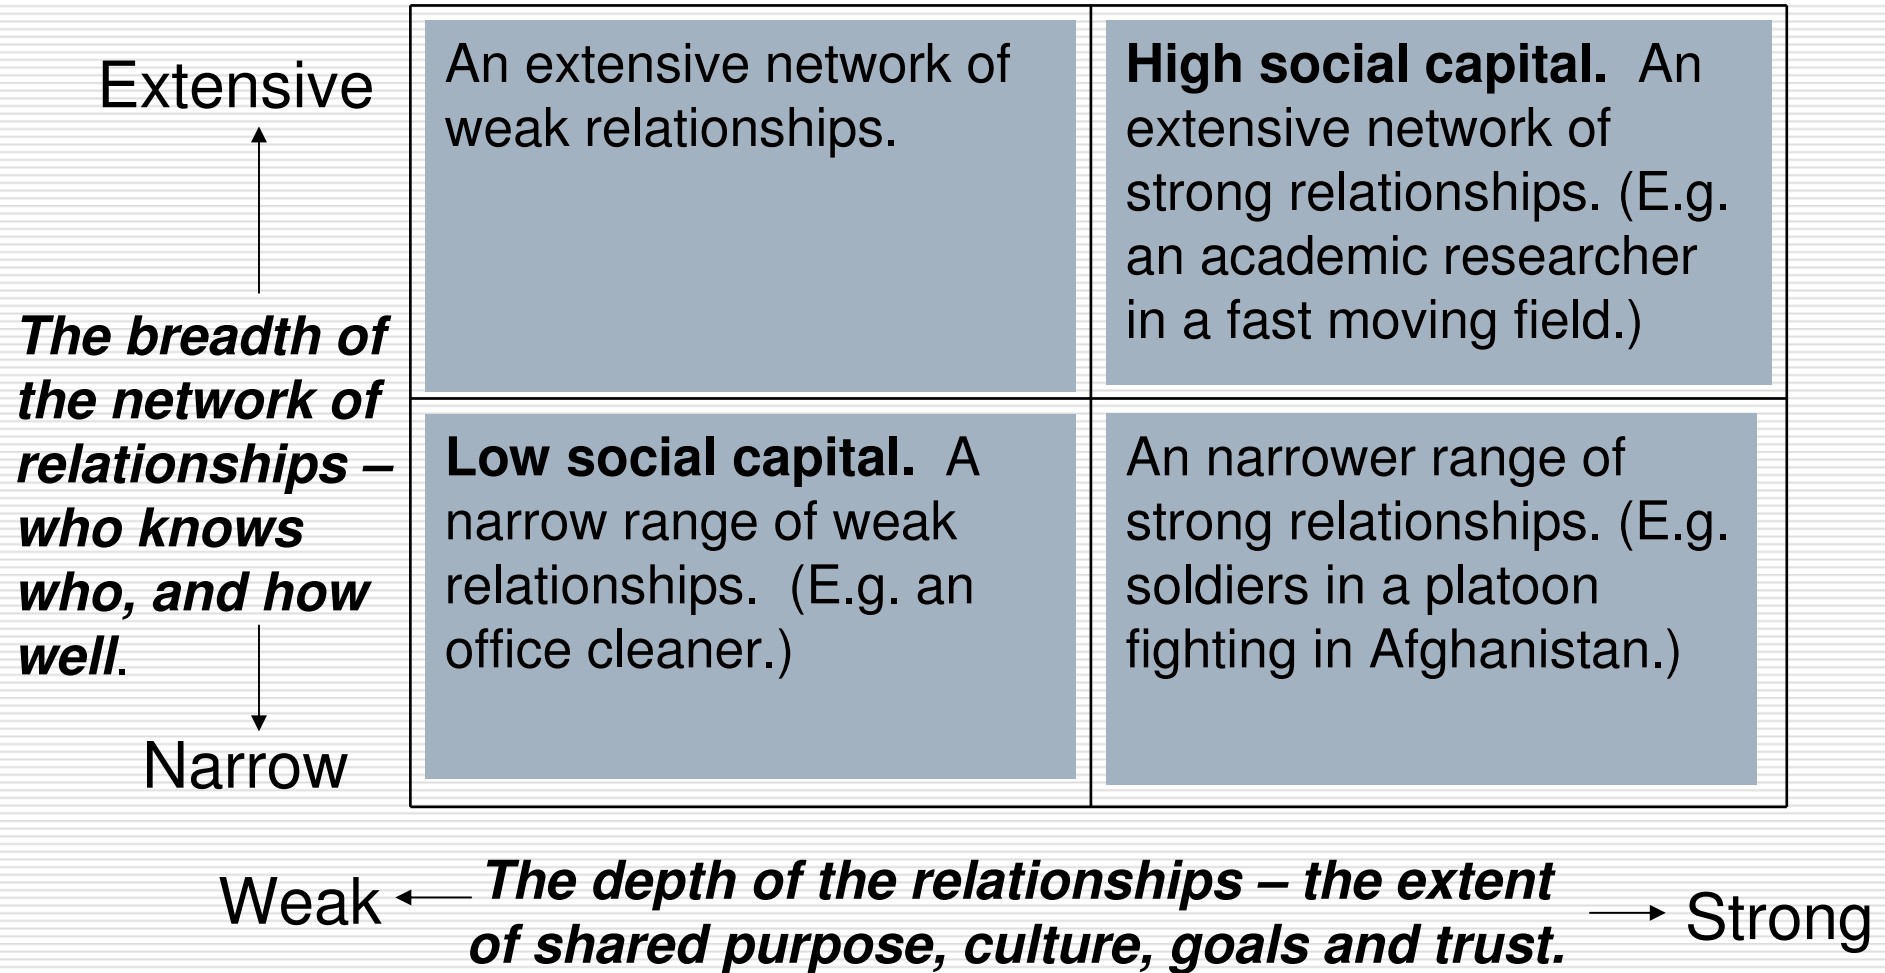 Extensive
The breadth of
the network of
relationships –
who knows
who, and how
well.
Narrow
An extensive network of
weak relationships.
High social capital.  An
extensive network of
strong relationships. (E.g.
an academic researcher
in a fast moving field.)
Low social capital.  A
narrow range of weak
relationships.  (E.g. an
office cleaner.)
An narrower range of
strong relationships. (E.g.
soldiers in a platoon
fighting in Afghanistan.)
Weak
The depth of the relationships – the extent
of shared purpose, culture, goals and trust.
Strong